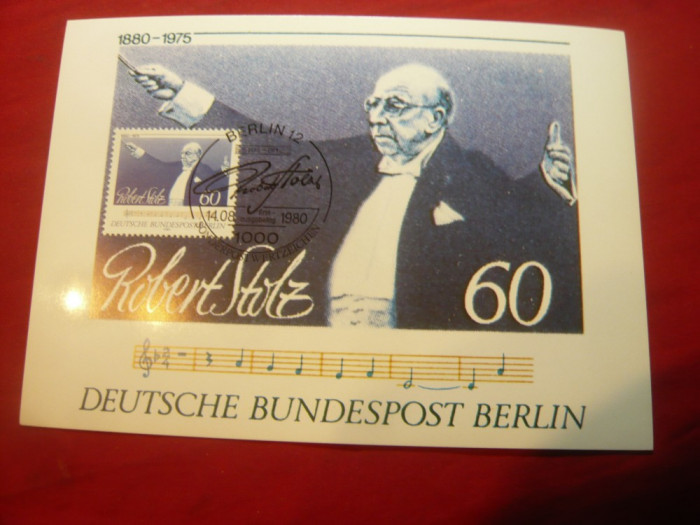 1880-1975
BERLIN 12
Robert Stolz
60
DEUTSCHE BUNDESPOST BERLIN
14.08.
1980
1000
POSTWERTZEICHEN
Robert Stolz
60
DEUTSCHE BUNDESPOST BERLIN